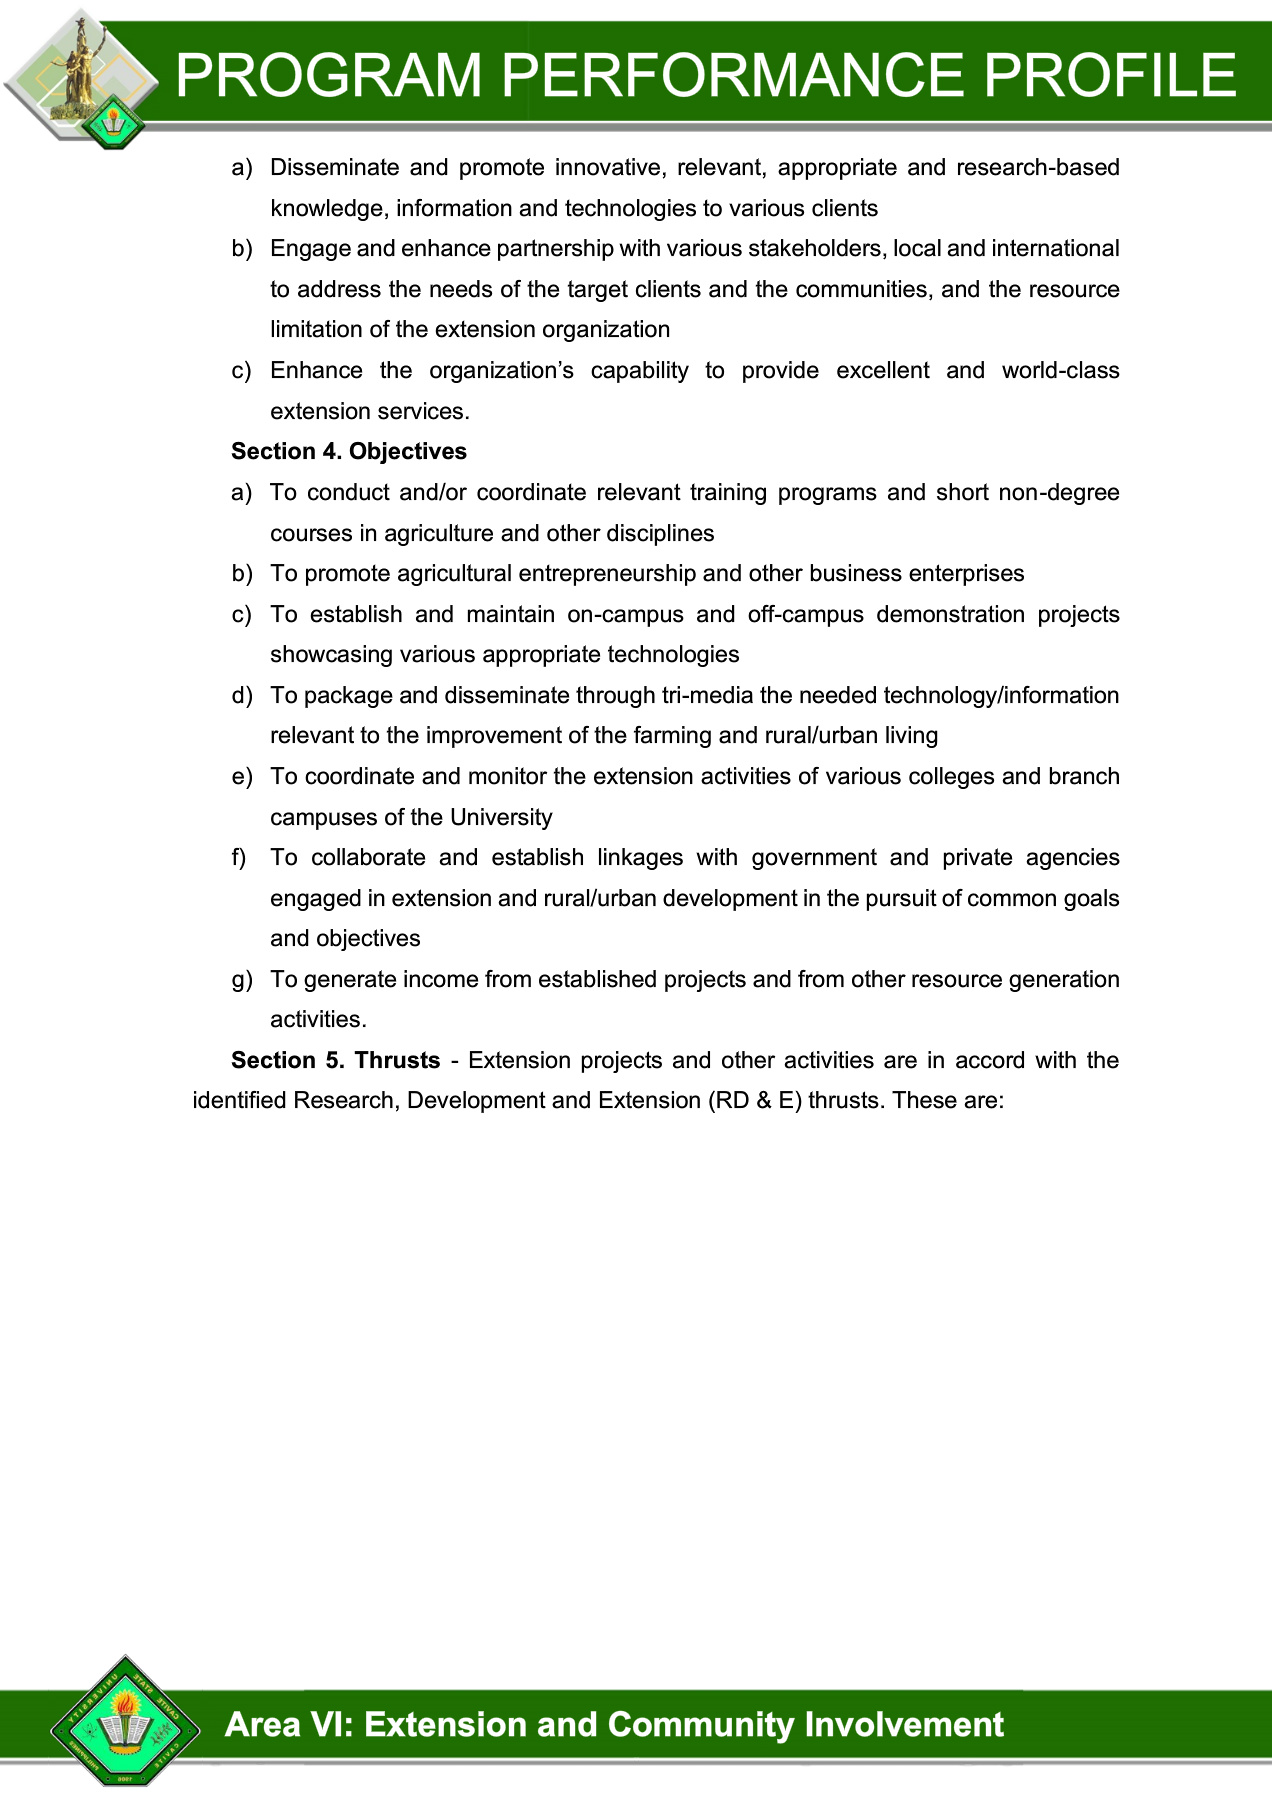 PROGRAM PERFORMANCE PROFILE
a) Disseminate and promote innovative, relevant, appropriate and research-based
knowledge, information and technologies to various clients
b) Engage and enhance partnership with various stakeholders, local and international
to address the needs of the target clients and the communities, and the resource
limitation of the extension organization
c) Enhance the organization’s capability to provide excellent and world-class
extension services.
Section 4. Objectives
a) To conduct and/or coordinate relevant training programs and short non-degree
courses in agriculture and other disciplines
b) To promote agricultural entrepreneurship and other business enterprises
c) To establish and maintain on-campus and off-campus demonstration projects
showcasing various appropriate technologies
d) To package and disseminate through tri-media the needed technology/information
relevant to the improvement of the farming and rural/urban living
e) To coordinate and monitor the extension activities of various colleges and branch
campuses of the University
f) To collaborate and establish linkages with government and private agencies
engaged in extension and rural/urban development in the pursuit of common goals
and objectives
g) To generate income from established projects and from other resource generation
activities.
Section 5. Thrusts - Extension projects and other activities are in accord with the
identified Research, Development and Extension (RD & E) thrusts. These are:
CAVITE STATE UNIVERSITY
Area VI: Extension and Community Involvement